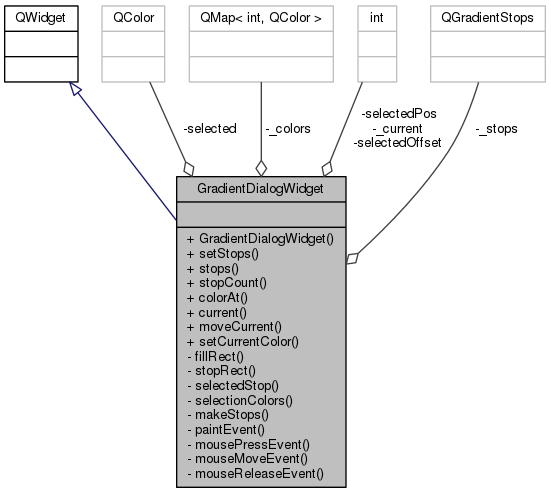 QWidget
QColor
QMap< int, QColor >
int
QGradientStops
-selected
-_colors
-selectedPos
-_current
-selectedOffset
-_stops
GradientDialogWidget
+ GradientDialogWidget()
+ setStops()
+ stops()
+ stopCount()
+ colorAt()
+ current()
+ moveCurrent()
+ setCurrentColor()
- fillRect()
- stopRect()
- selectedStop()
- selectionColors()
- makeStops()
- paintEvent()
- mousePressEvent()
- mouseMoveEvent()
- mouseReleaseEvent()